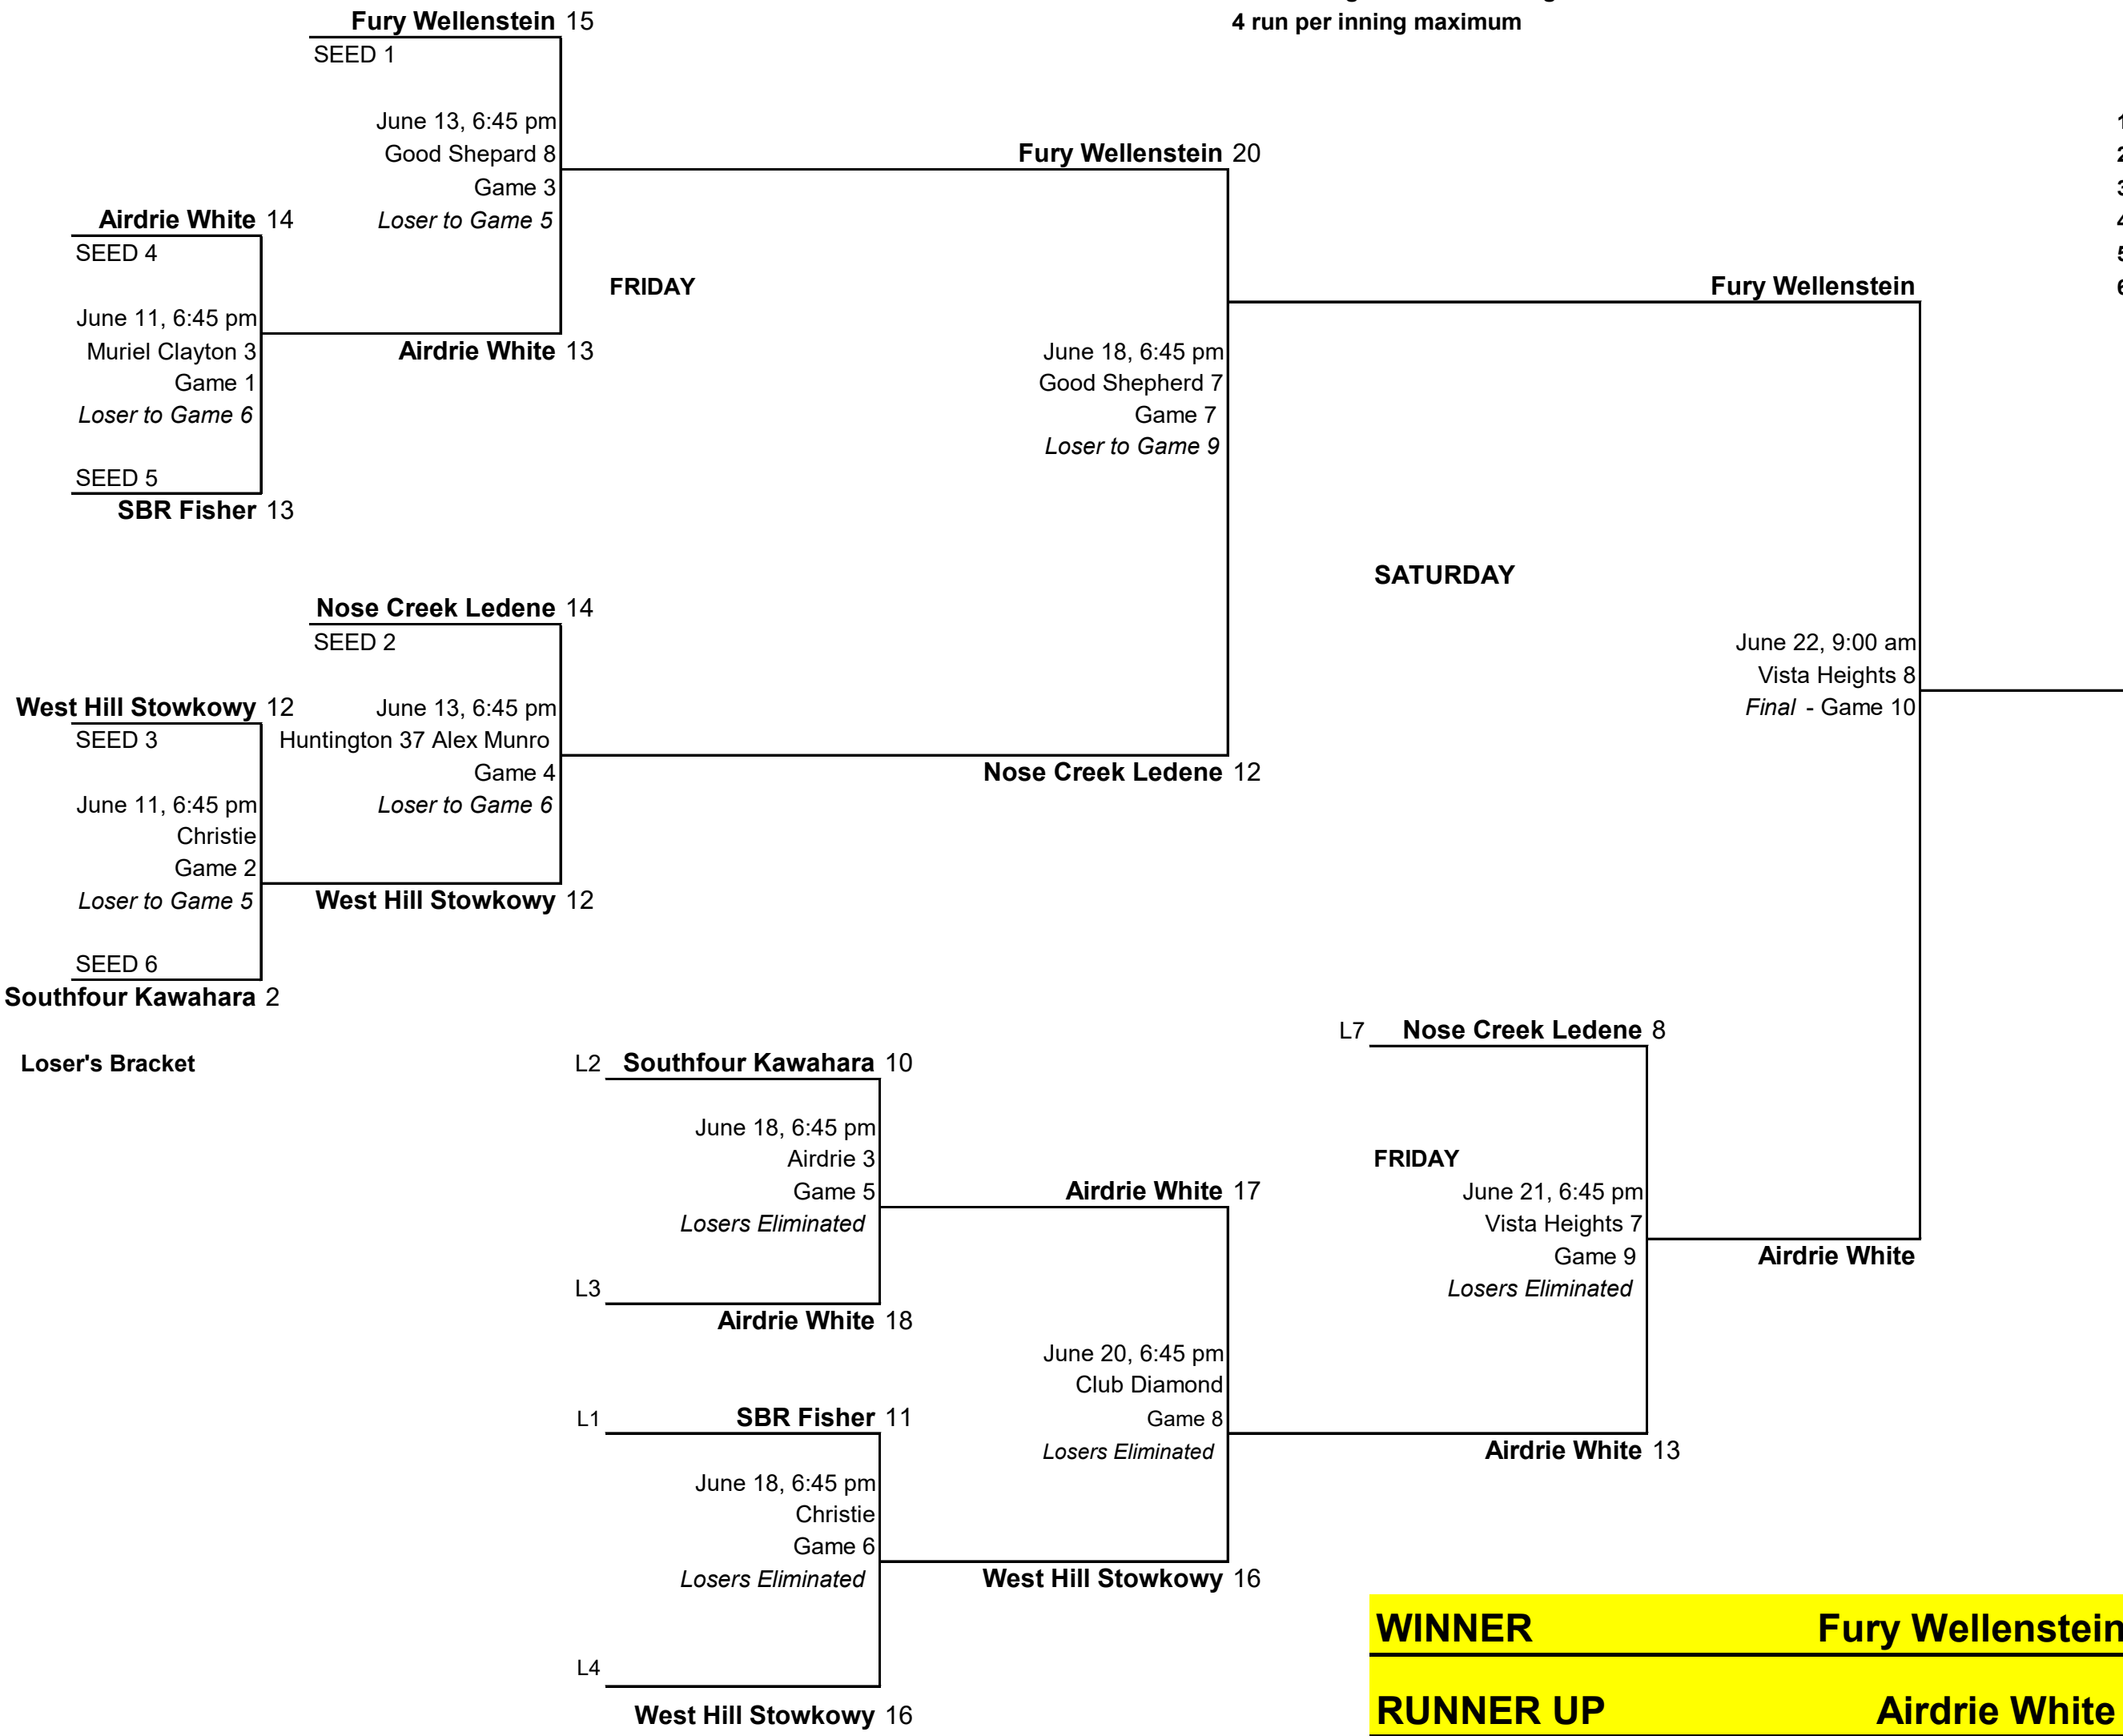 4 run per inning maximum
Fury Wellenstein 15
SEED 1
June 13, 6:45 pm
Good Shepard 8
Game 3
Loser to Game 5
Airdrie White 14
SEED 4
June 11, 6:45 pm
Muriel Clayton 3
Game 1
Loser to Game 6
SEED 5
SBR Fisher 13
FRIDAY
Airdrie White 13
Fury Wellenstein 20
June 18, 6:45 pm
Good Shepherd 7
Game 7
Loser to Game 9
Fury Wellenstein
SATURDAY
Nose Creek Ledene 14
SEED 2
June 13, 6:45 pm
Huntington 37 Alex Munro
Game 4
Loser to Game 6
West Hill Stowkowy 12
SEED 3
June 11, 6:45 pm
Christie
Game 2
Loser to Game 5
SEED 6
Southfour Kawahara 2
West Hill Stowkowy 12
Nose Creek Ledene 12
June 22, 9:00 am
Vista Heights 8
Final - Game 10
Loser's Bracket
L2 Southfour Kawahara 10
June 18, 6:45 pm
Airdrie 3
Game 5
Losers Eliminated
L3
Airdrie White 18
L1 SBR Fisher 11
June 18, 6:45 pm
Christie
Game 6
Losers Eliminated
L4
West Hill Stowkowy 16
Airdrie White 17
June 20, 6:45 pm
Club Diamond
Game 8
Losers Eliminated
West Hill Stowkowy 16
L7 Nose Creek Ledene 8
FRIDAY
June 21, 6:45 pm
Vista Heights 7
Game 9
Losers Eliminated
Airdrie White 13
Airdrie White
WINNER Fury Wellenstein
RUNNER UP Airdrie White